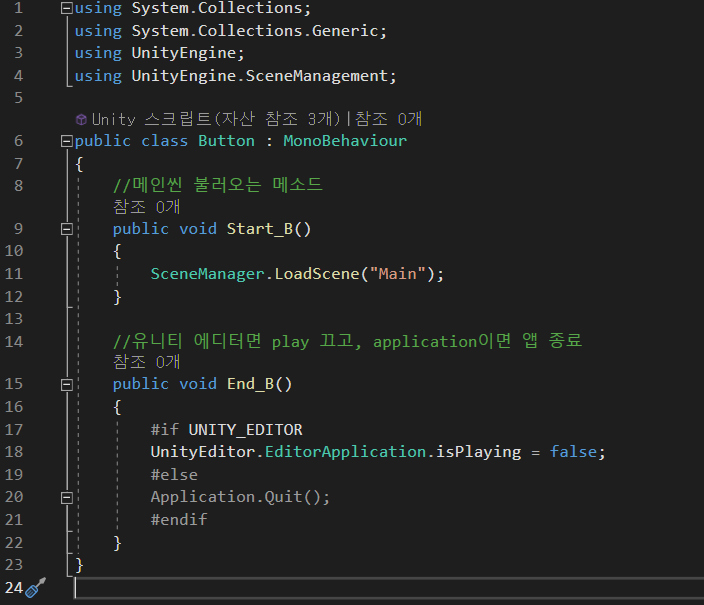 1 using System.Collections;
2 using System.Collections.Generic;
3 using UnityEngine;
4 using UnityEngine.SceneManagement;
5
Unity 스크립트(자산 참조 3개)|참조 0개
6 public class Button : MonoBehaviour
7 {
8 //메인씬 불러오는 메소드
참조 0개
9 public void Start_B()
10 {
11 SceneManager.LoadScene("Main");
12 }
13
14 //유니티 에디터면 play 끄고, application이면 앱 종료
참조 0개
15 public void End_B()
16 {
17 #if UNITY_EDITOR
18 UnityEditor.EditorApplication.isPlaying = false;
19 #else
20 Application.Quit();
21 #endif
22 }
23 }
24